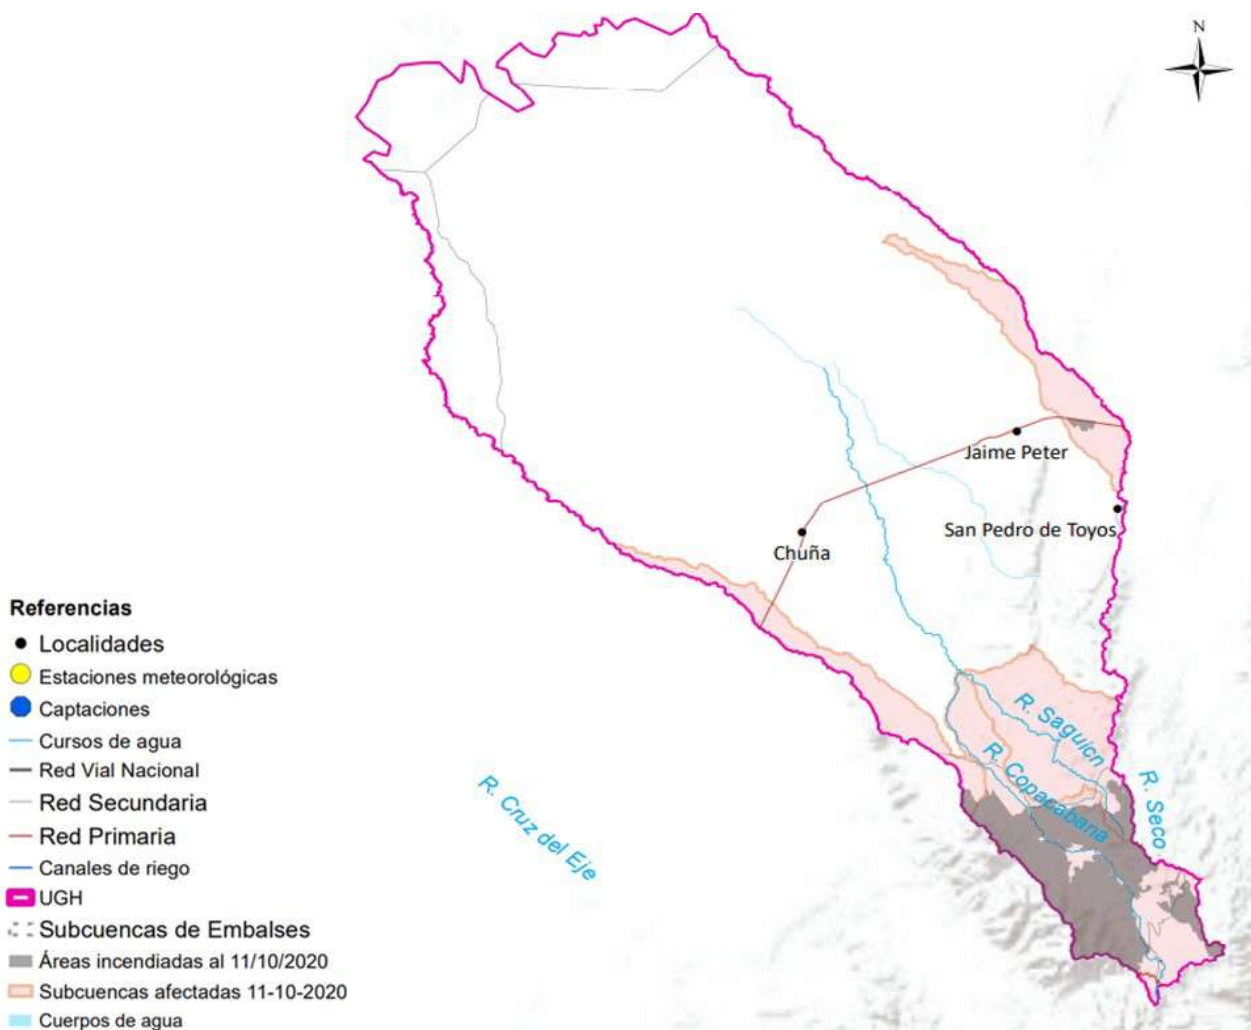 N
Jaime Peter
San Pedro de Toyos
Chuña
R. Saguicn
R. Copacabana
R. Seco
R. Cruz del Eje
Referencias
Localidades
Estaciones meteorológicas
Captaciones
Cursos de agua
Red Vial Nacional
Red Secundaria
Red Primaria
Canales de riego
UGH
Subcuencas de Embalses
Áreas incendiadas al 11/10/2020
Subcuencas afectadas 11-10-2020
Cuerpos de agua